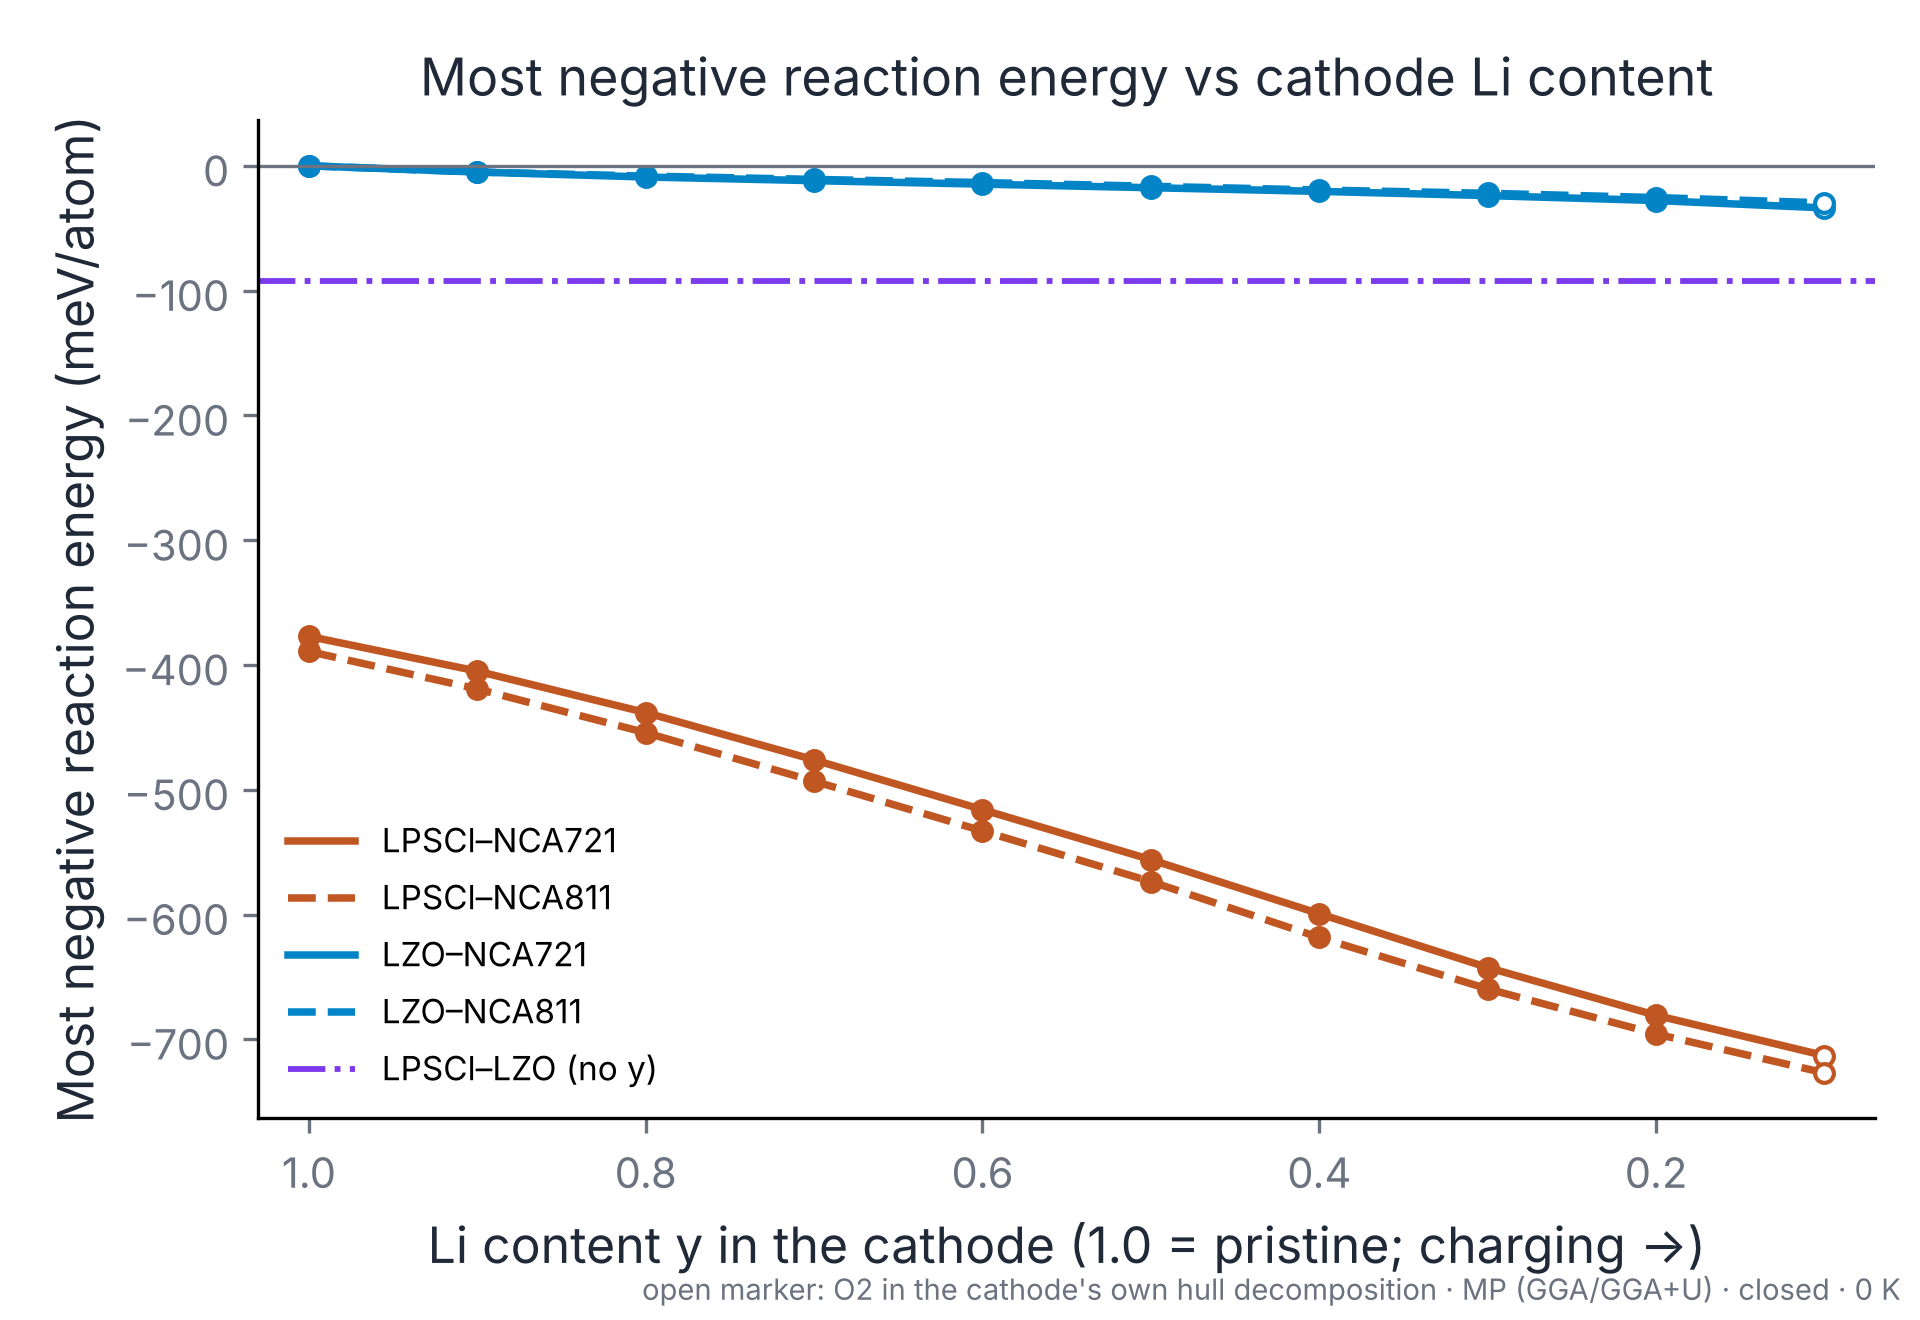 Most negative reaction energy vs cathode Li content
Most negative reaction energy (meV/atom)
0
−100
−200
−300
−400
−500
−600
−700
LPSCl–NCA721
LPSCl–NCA811
LZO–NCA721
LZO–NCA811
LPSCl–LZO (no y)
1.0 0.8 0.6 0.4 0.2
Li content y in the cathode (1.0 = pristine; charging →)
open marker: O2 in the cathode's own hull decomposition · MP (GGA/GGA+U) · closed · 0 K